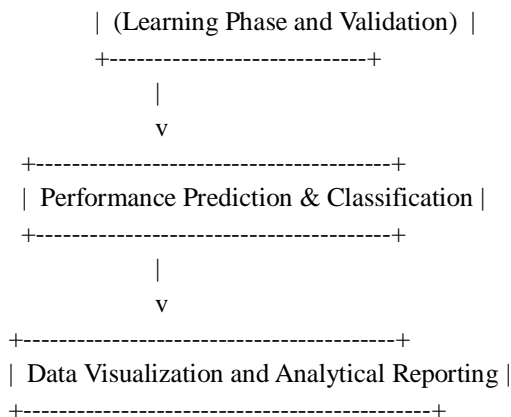 | (Learning Phase and Validation) |
+-----------------------------+
|
v
+----------------------------------------+
| Performance Prediction & Classification |
+----------------------------------------+
|
v
+-----------------------------------------+
| Data Visualization and Analytical Reporting |
+---------------------------------------------+